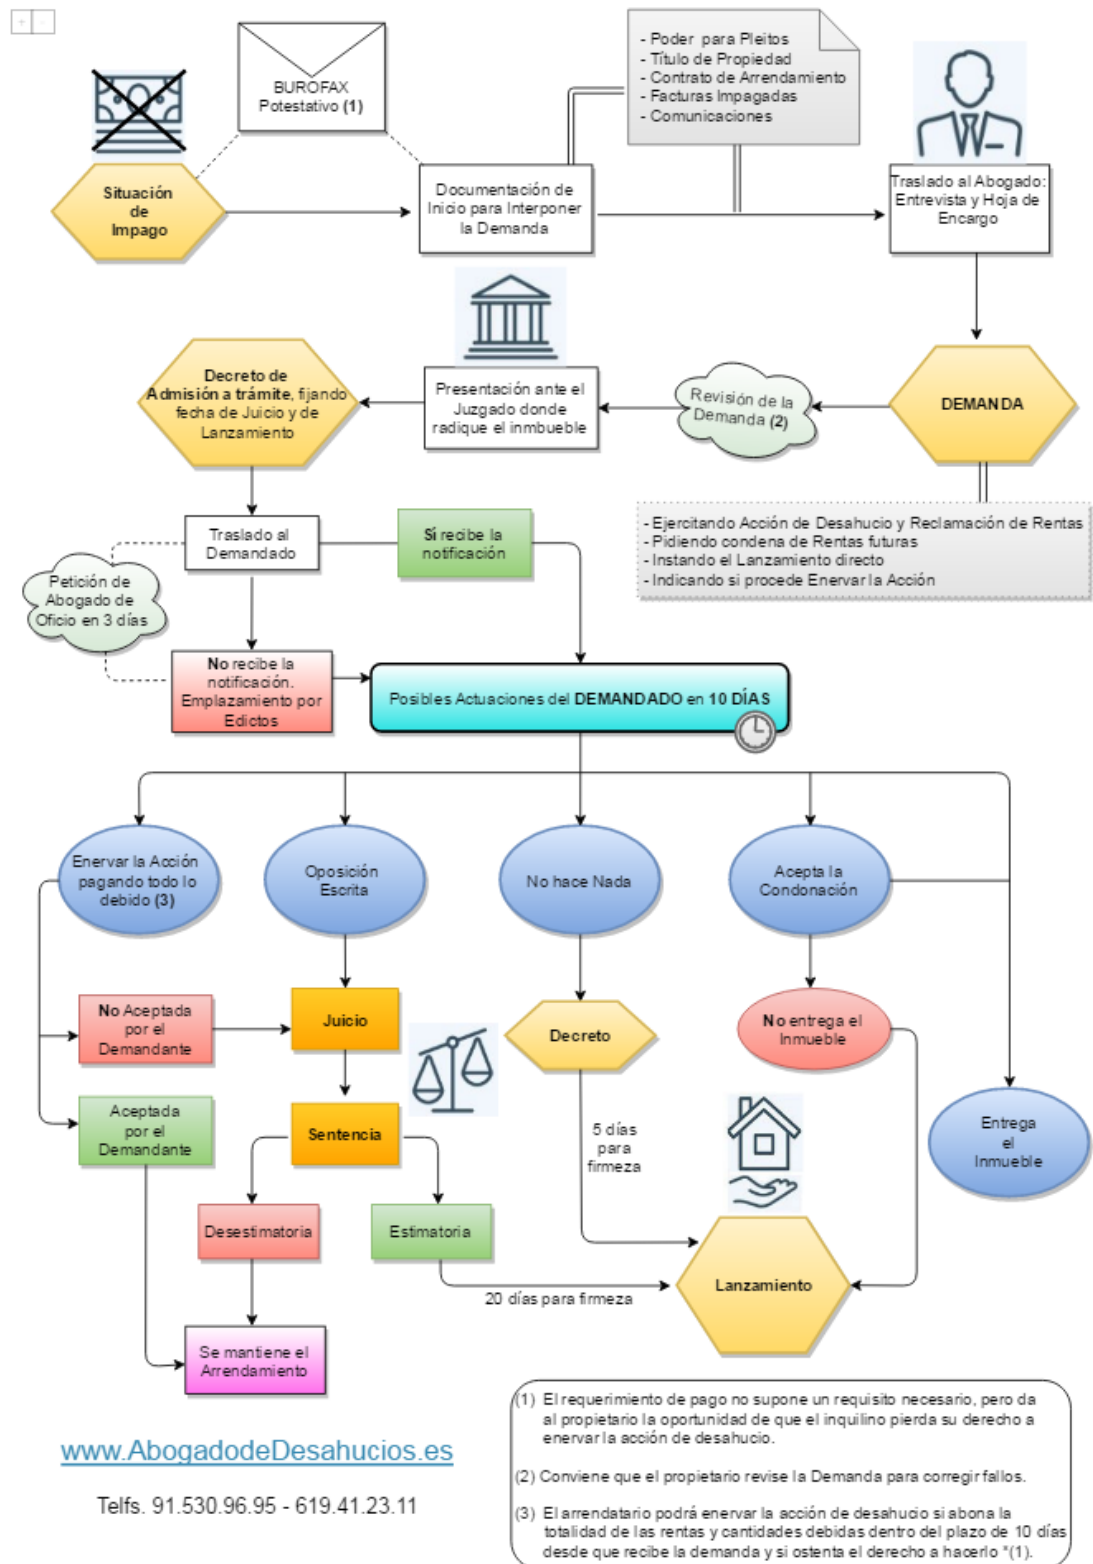 + -
BUROFAX
Potestativo (1)
- Poder para Pleitos
- Título de Propiedad
- Contrato de Arrendamiento
- Facturas Impagadas
- Comunicaciones
Situación
de
Impago
Documentación de
Inicio para Interponer
la Demanda
Traslado al Abogado:
Entrevista y Hoja de
Encargo
Decreto de
Admisión a trámite, fijando
fecha de Juicio y de
Lanzamiento
Presentación ante el
Juzgado donde
radique el inmbueble
Revisión de la
Demanda (2)
DEMANDA
- Ejercitando Acción de Desahucio y Reclamación de Rentas
- Pidiendo condena de Rentas futuras
- Instando el Lanzamiento directo
- Indicando si procede Enervar la Acción
Traslado al
Demandado
Sí recibe la
notificación
Petición de
Abogado de
Oficio en 3 días
No recibe la
notificación.
Emplazamiento por
Edictos
Posibles Actuaciones del DEMANDADO en 10 DÍAS
Enervar la Acción
pagando todo lo
debido (3)
Oposición
Escrita
No hace Nada
Acepta la
Condonación
No Aceptada
por el
Demandante
Juicio
Decreto
No entrega el
Inmueble
Aceptada
por el
Demandante
Sentencia
5 días
para
firmeza
Entrega
el
Inmueble
Desestimatoria
Estimatoria
Lanzamiento
20 días para firmeza
Se mantiene el
Arrendamiento
(1) El requerimiento de pago no supone un requisito necesario, pero da
al propietario la oportunidad de que el inquilino pierda su derecho a
enervar la acción de desahucio.
(2) Conviene que el propietario revise la Demanda para corregir fallos.
(3) El arrendatario podrá enervar la acción de desahucio si abona la
totalidad de las rentas y cantidades debidas dentro del plazo de 10 días
desde que recibe la demanda y si ostenta el derecho a hacerlo *(1).
www.AbogadodeDesahucios.es
Telfs. 91.530.96.95 - 619.41.23.11